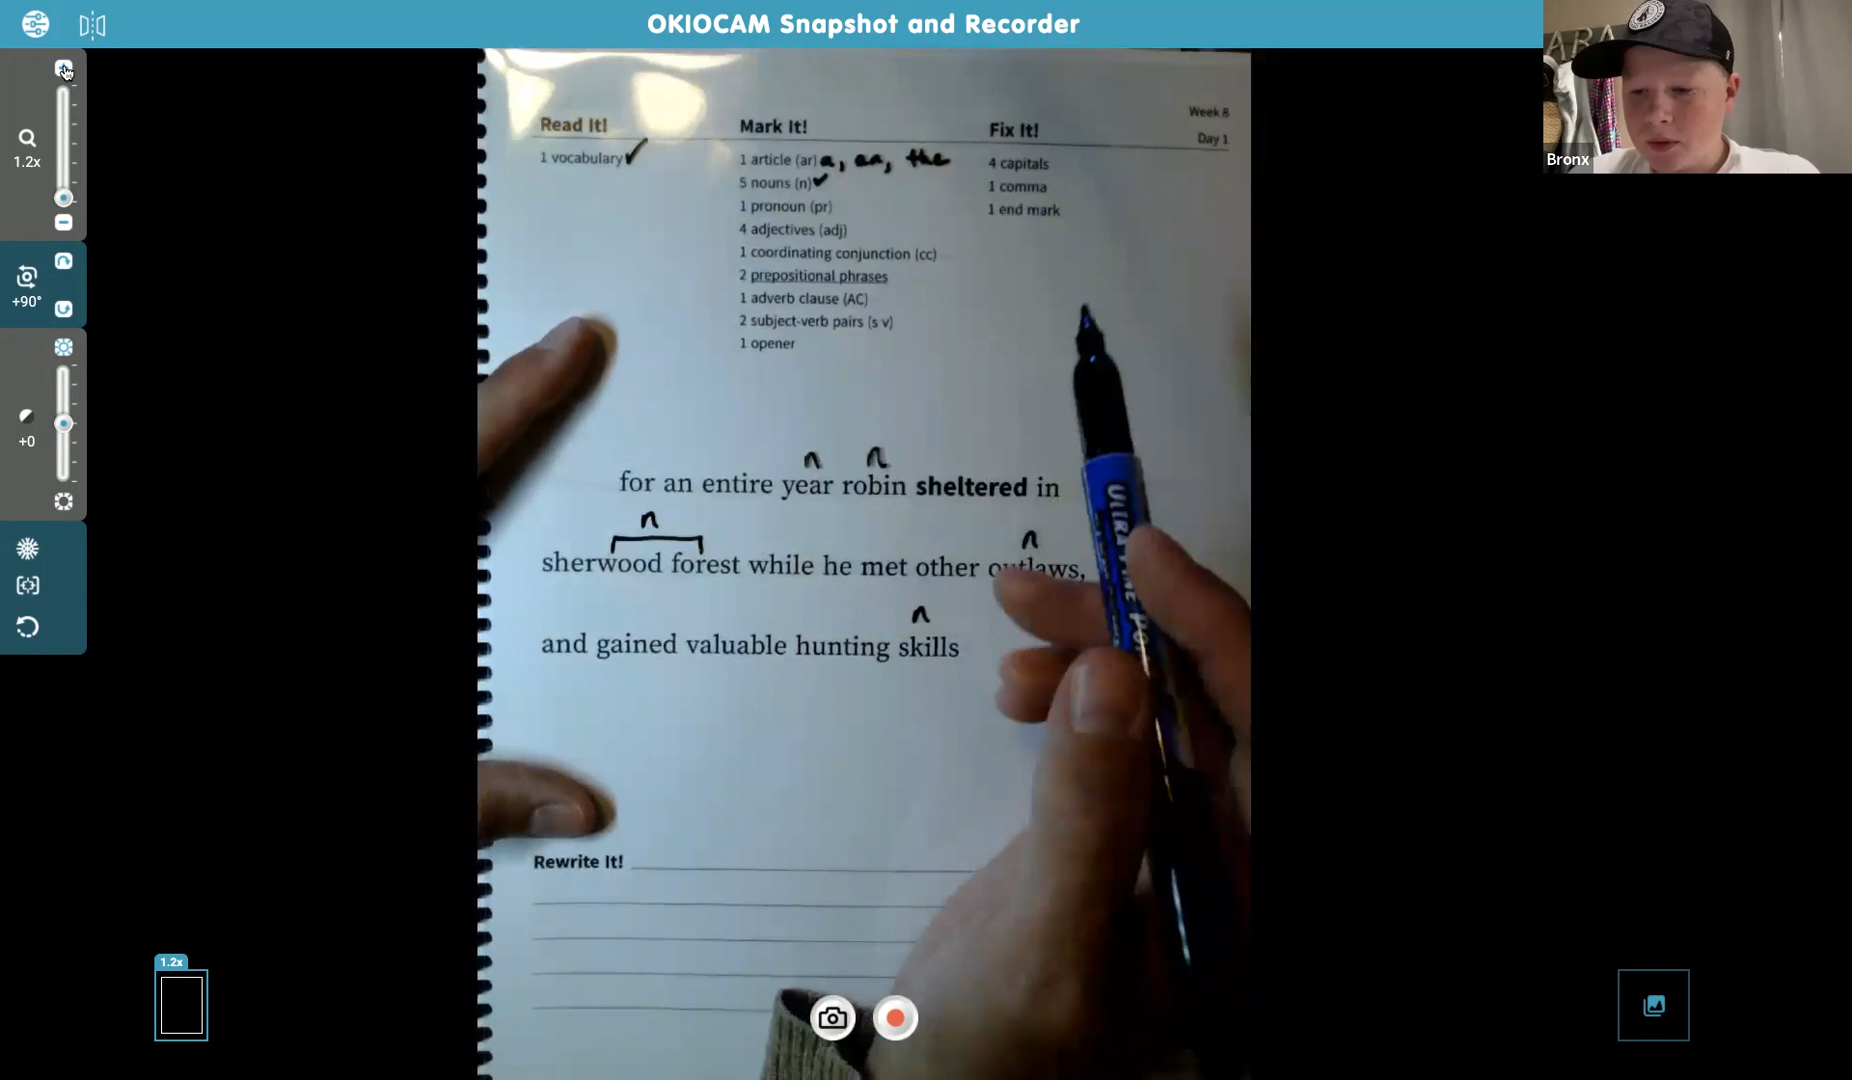 OKIOCAM Snapshot and Recorder
Bronx
1.2x
+90°
+0
Week 8
Day 1
Read It!
1 vocabulary ✓
Mark It!
1 article (ar) a, an, the
5 nouns (n) ✓
1 pronoun (pr)
4 adjectives (adj)
1 coordinating conjunction (cc)
2 prepositional phrases
1 adverb clause (AC)
2 subject-verb pairs (s v)
1 opener
Fix It!
4 capitals
1 comma
1 end mark
n n
for an entire year robin sheltered in
n n
sherwood forest while he met other outlaws,
n
and gained valuable hunting skills
Rewrite It!
ULTRA FINE
1.2x